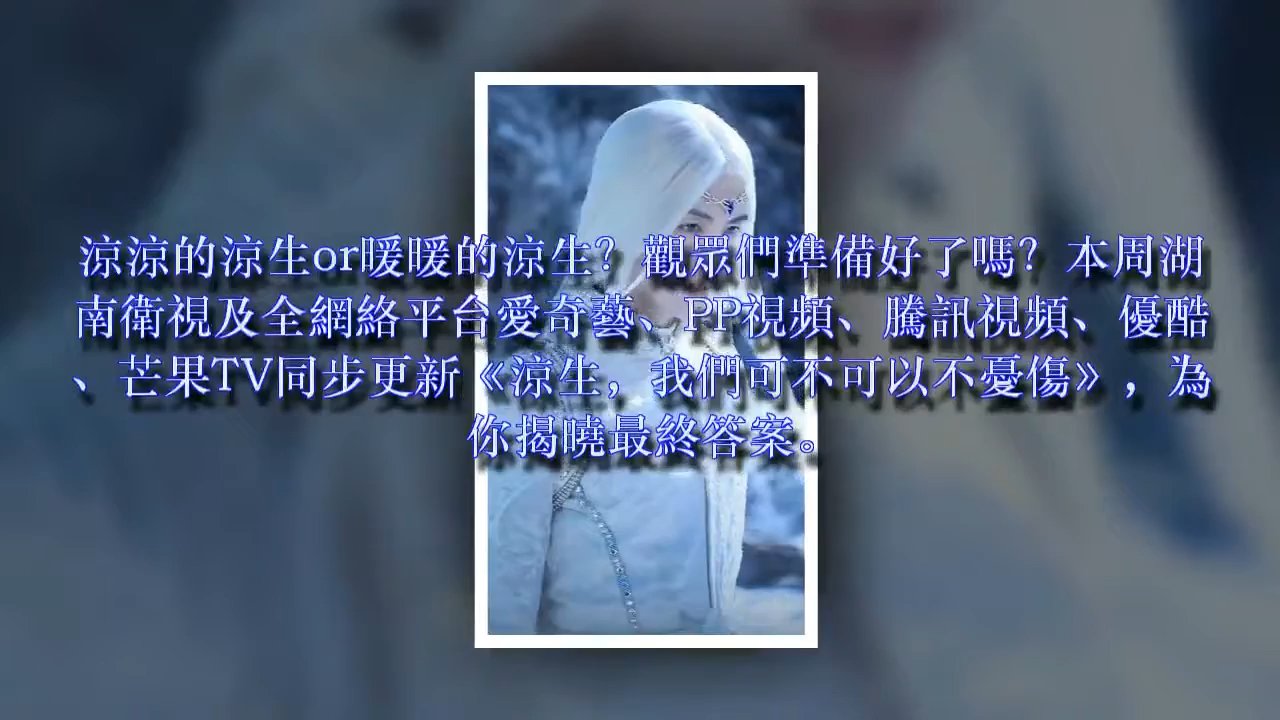 涼涼的涼生or暖暖的涼生？觀眾們準備好了嗎？本周湖
南衛視及全網絡平台愛奇藝、PP視頻、騰訊視頻、優酷
、芒果TV同步更新《涼生，我們可不可以不憂傷》，為
你揭曉最終答案。